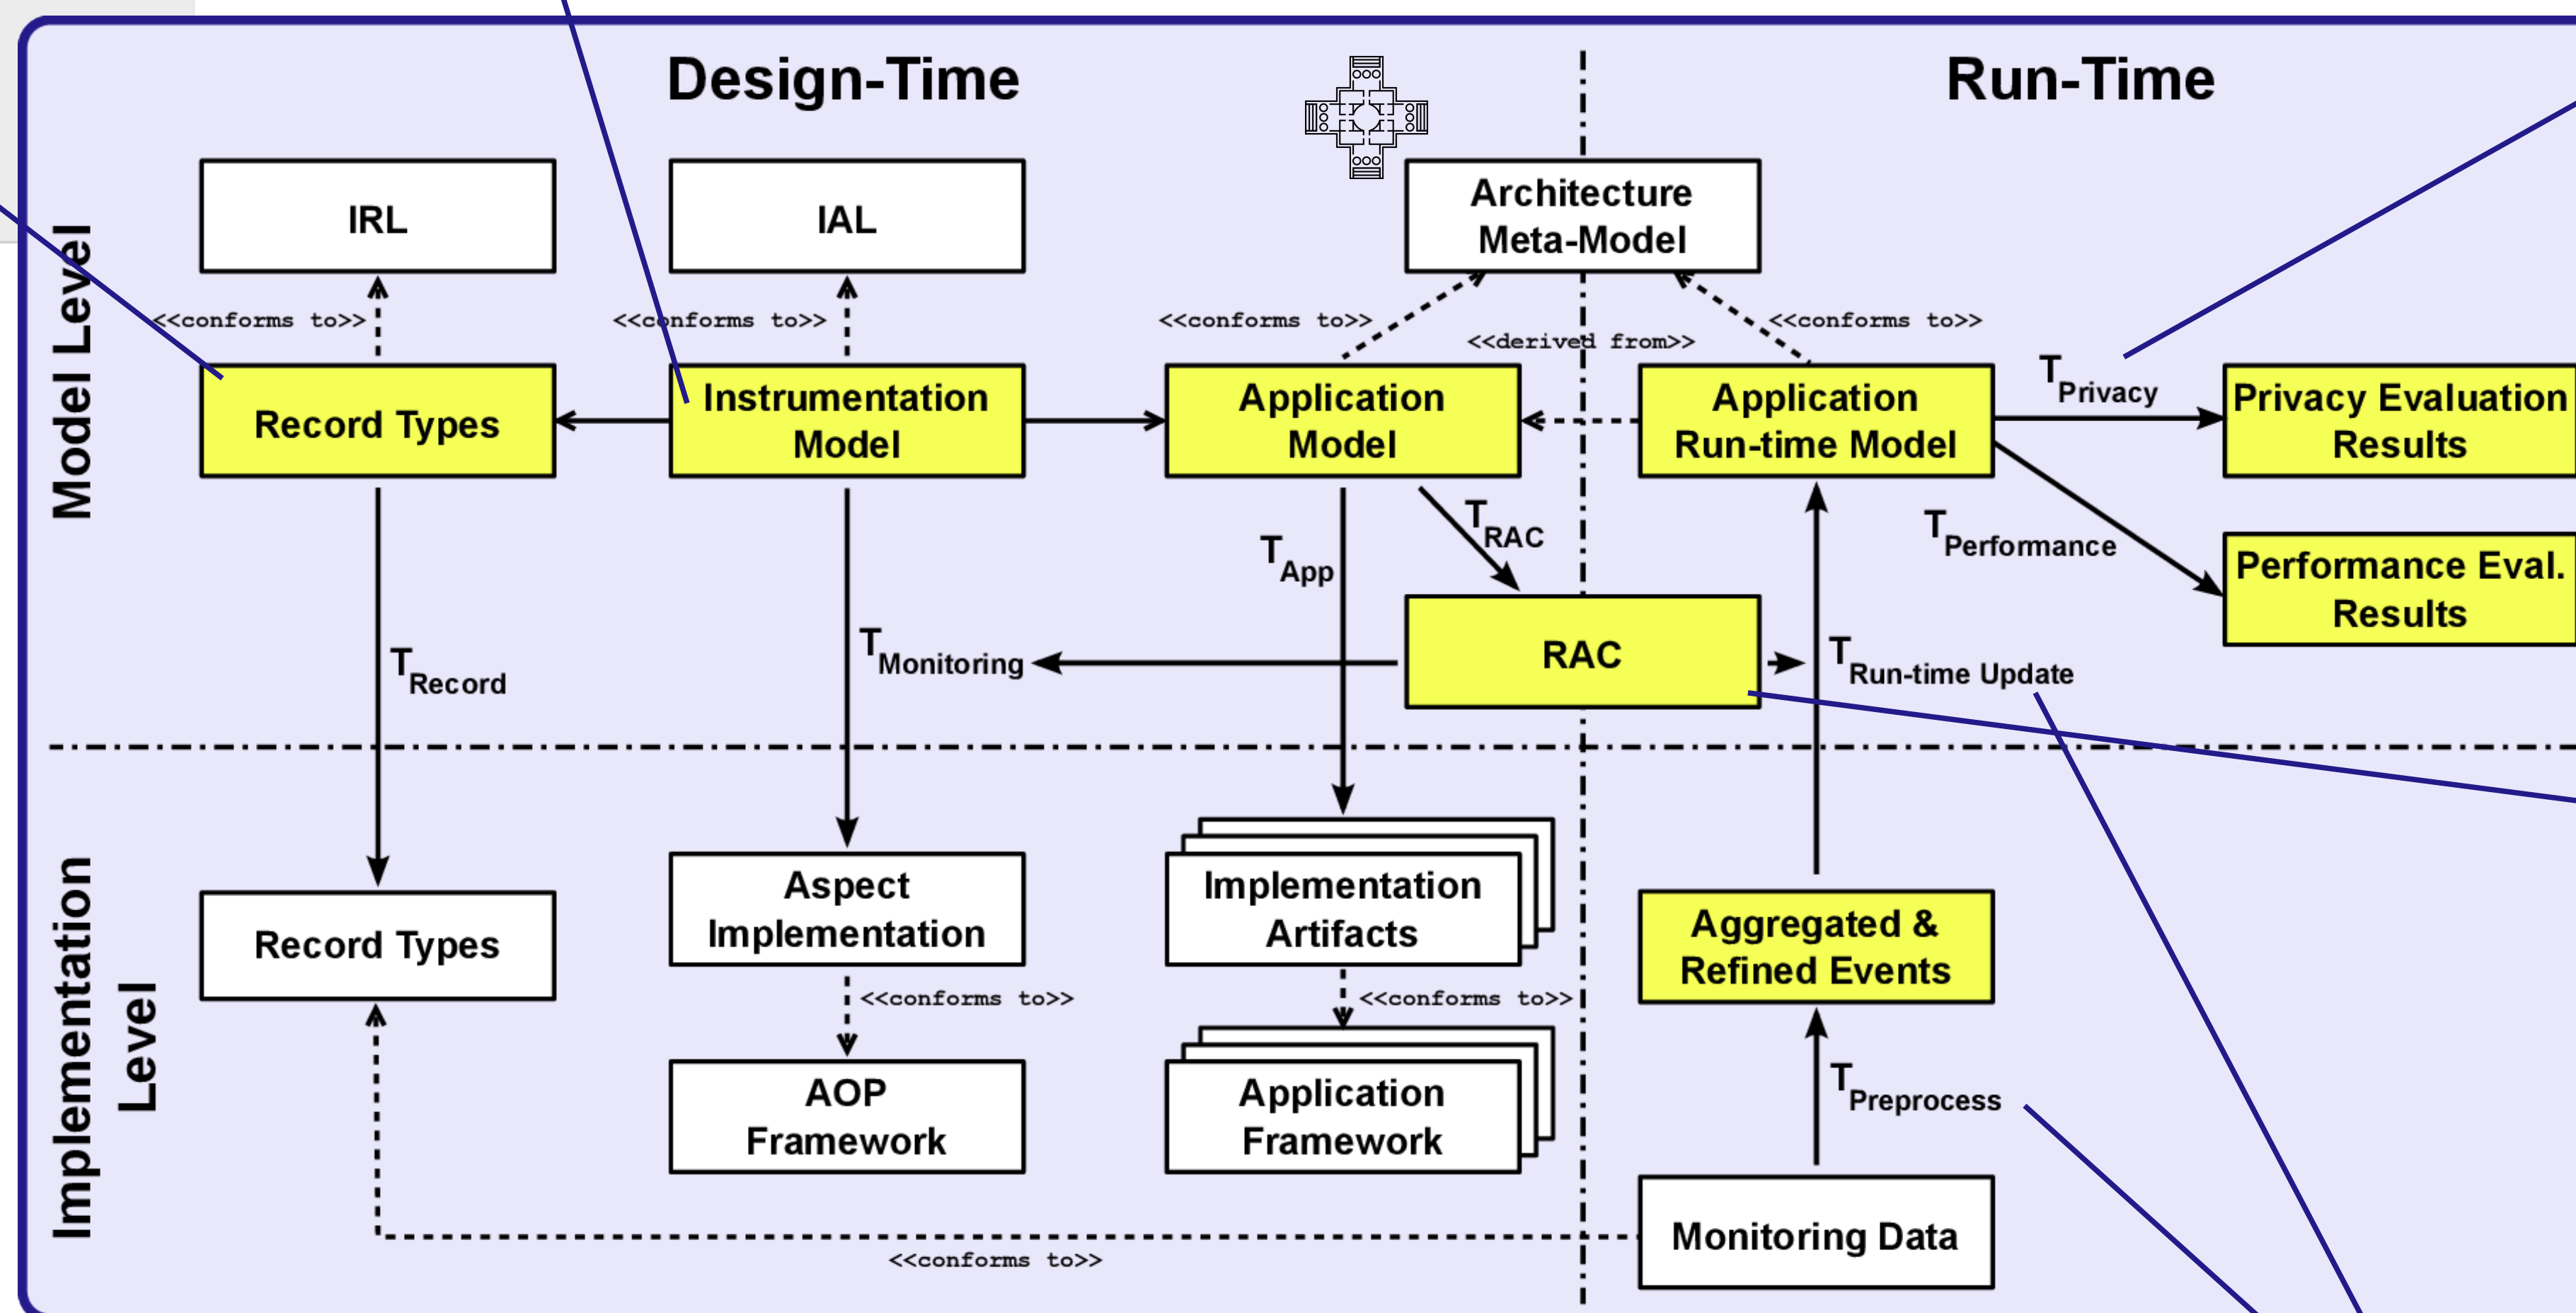 Design-Time
Run-Time
Model Level
IRL
IAL
Architecture
Meta-Model
<<conforms to>>
<<conforms to>>
<<conforms to>>
<<conforms to>>
<<derived from>>
Record Types
Instrumentation
Model
Application
Model
Application
Run-time Model
TPrivacy
Privacy Evaluation
Results
TPerformance
Performance Eval.
Results
TRecord
TMonitoring
TApp
TRAC
RAC
TRun-time Update
Implementation
Level
Record Types
Aspect
Implementation
Implementation
Artifacts
Aggregated &
Refined Events
<<conforms to>>
<<conforms to>>
AOP
Framework
Application
Framework
TPreprocess
Monitoring Data
<<conforms to>>